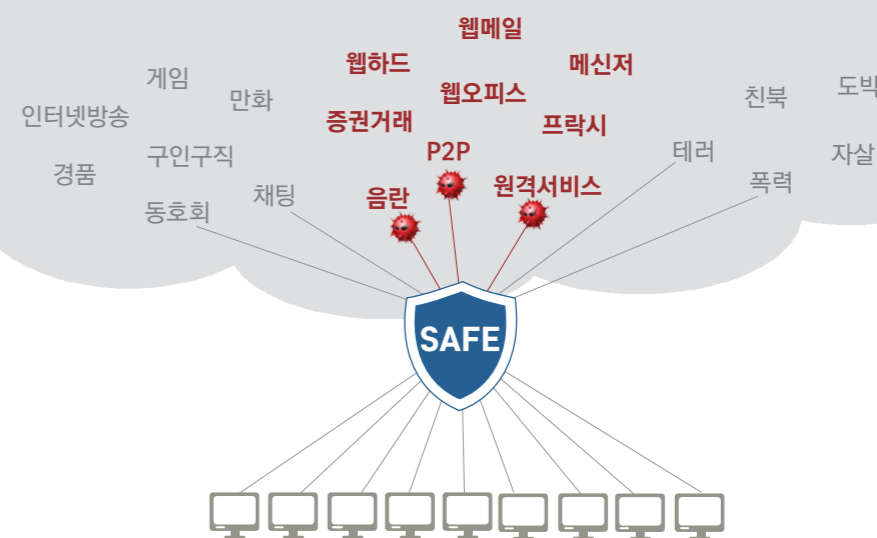 웹메일
웹하드
메신저
게임
만화
웹오피스
친북
도박
인터넷방송
증권거래
프락시
구인구직
P2P
테러
자살
경품
음란
원격서비스
폭력
동호회
채팅
SAFE